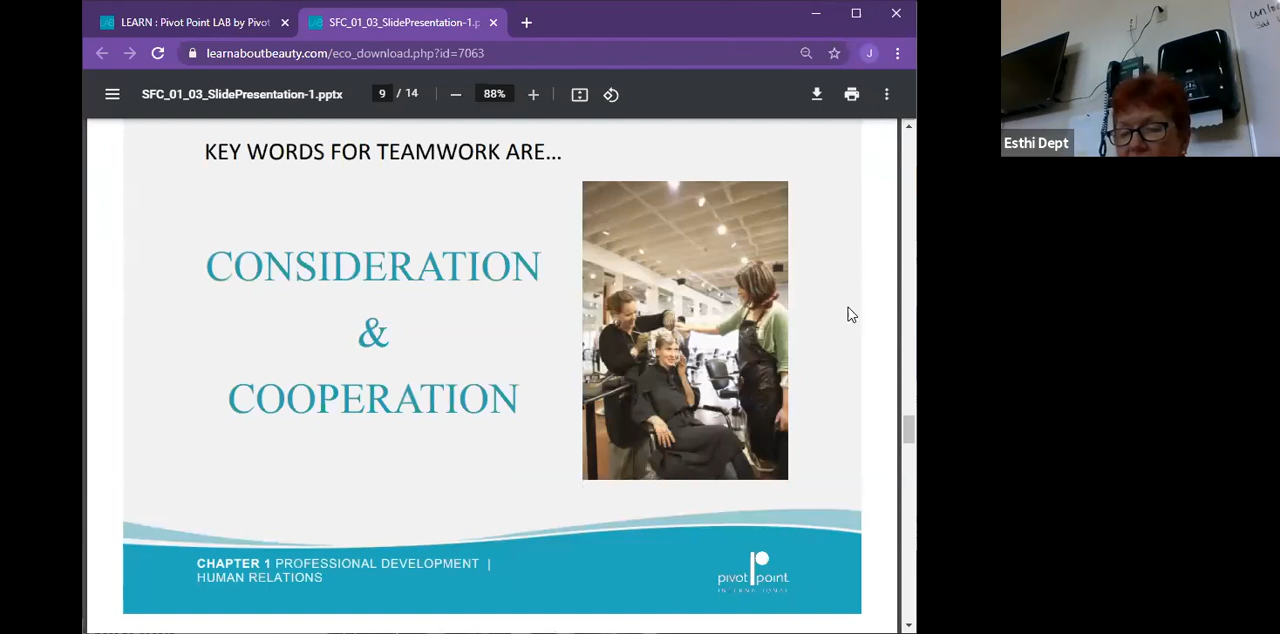 LEARN : Pivot Point LAB by Pivot
SFC_01_03_SlidePresentation-1.p
learnaboutbeauty.com/eco_download.php?id=7063
J
SFC_01_03_SlidePresentation-1.pptx
9 / 14
88%
KEY WORDS FOR TEAMWORK ARE...
CONSIDERATION
&
COOPERATION
CHAPTER 1 PROFESSIONAL DEVELOPMENT |
HUMAN RELATIONS
pivot point
INTERNATIONAL
Esthi Dept